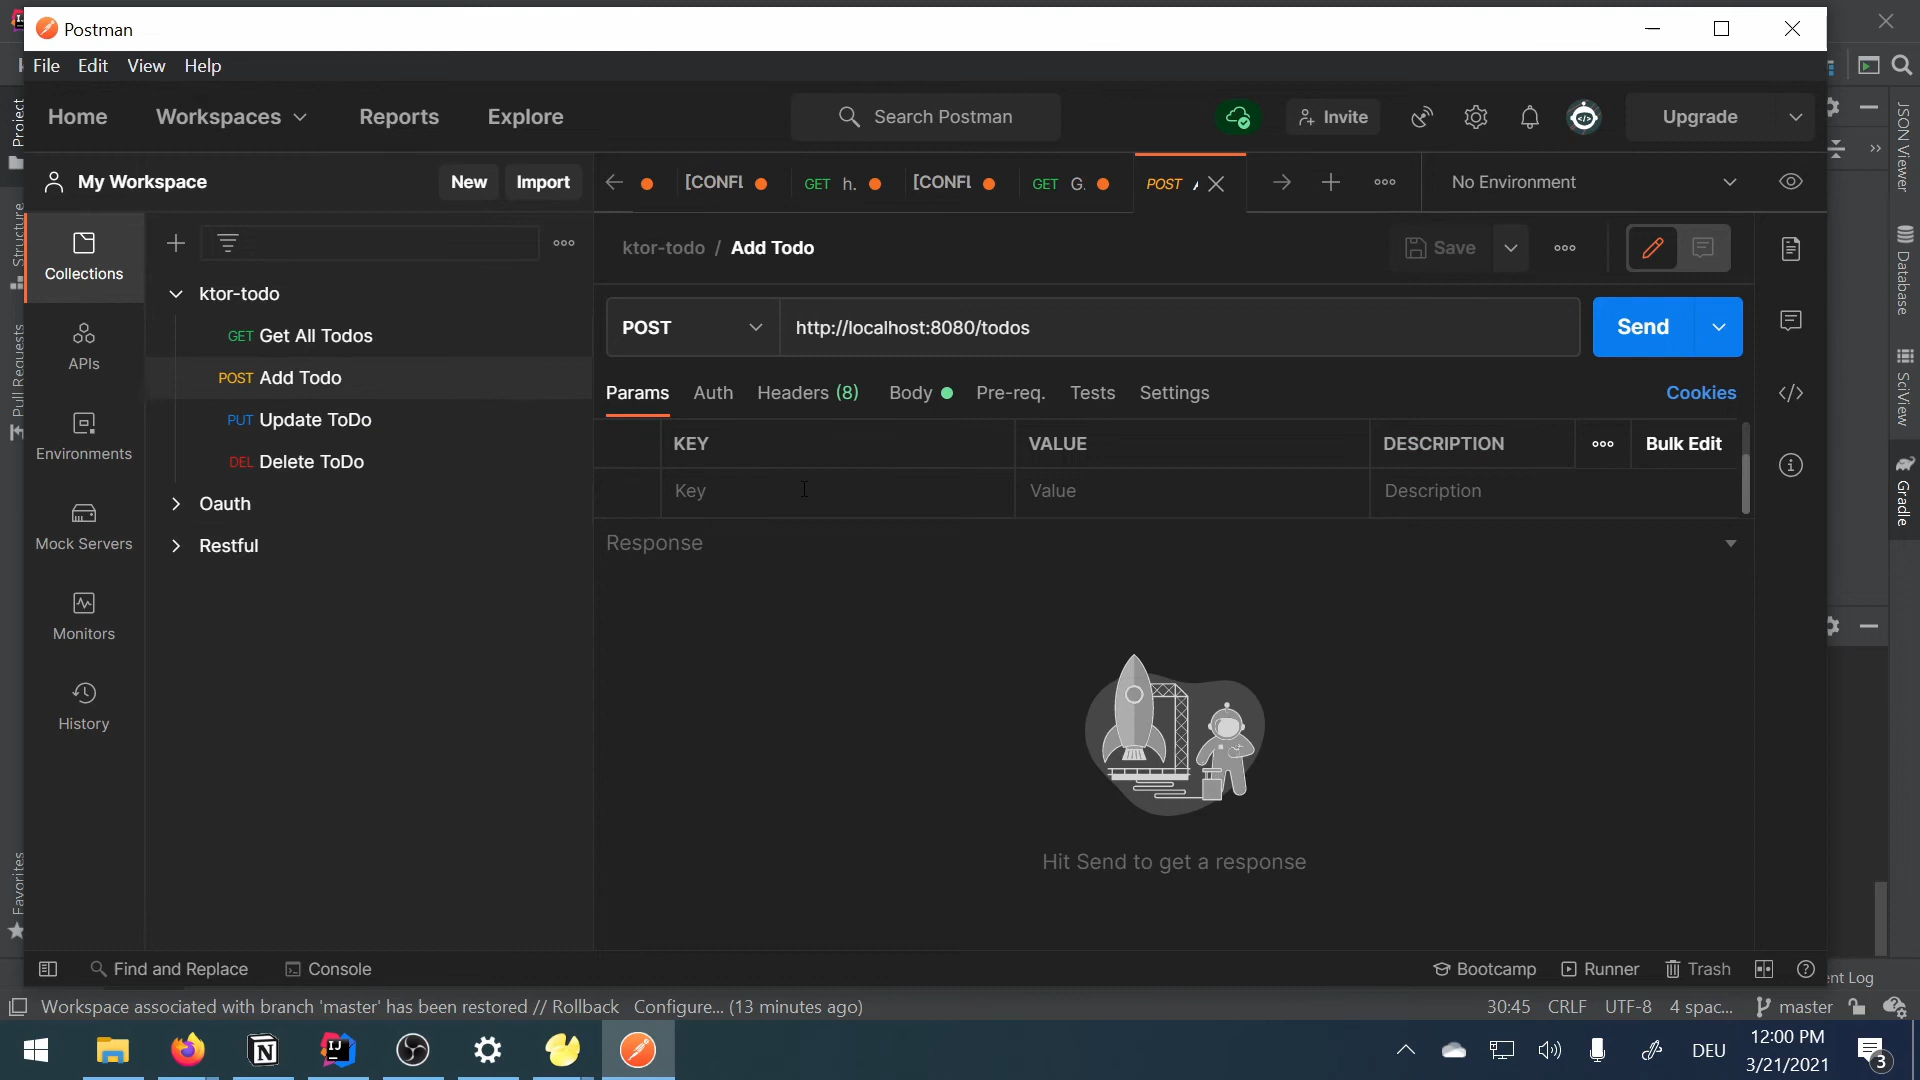 Postman
File Edit View Help
Home Workspaces Reports Explore Search Postman Invite Upgrade
My Workspace New Import
[CONFL GET h. [CONFL GET G. POST No Environment
Collections
ktor-todo / Add Todo Save
ktor-todo
GET Get All Todos
POST Add Todo
PUT Update ToDo
DEL Delete ToDo
Oauth
Restful
APIs
Environments
Mock Servers
Monitors
History
POST http://localhost:8080/todos Send
Params Auth Headers (8) Body Pre-req. Tests Settings Cookies
KEY VALUE DESCRIPTION Bulk Edit
Key Value Description
Response
Hit Send to get a response
Find and Replace Console Bootcamp Runner Trash
Project
Structure
Pull Requests
Favorites
JSON Viewer
Database
SciView
Gradle
ent Log
Workspace associated with branch 'master' has been restored // Rollback Configure... (13 minutes ago) 30:45 CRLF UTF-8 4 spac... master
DEU 12:00 PM
3/21/2021 3